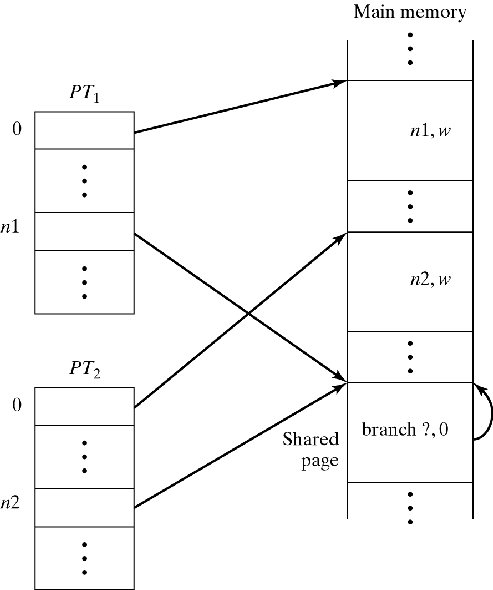 Main memory
PT1
0
n1, w
n1
n2, w
PT2
0
branch ?, 0
Shared
page
n2